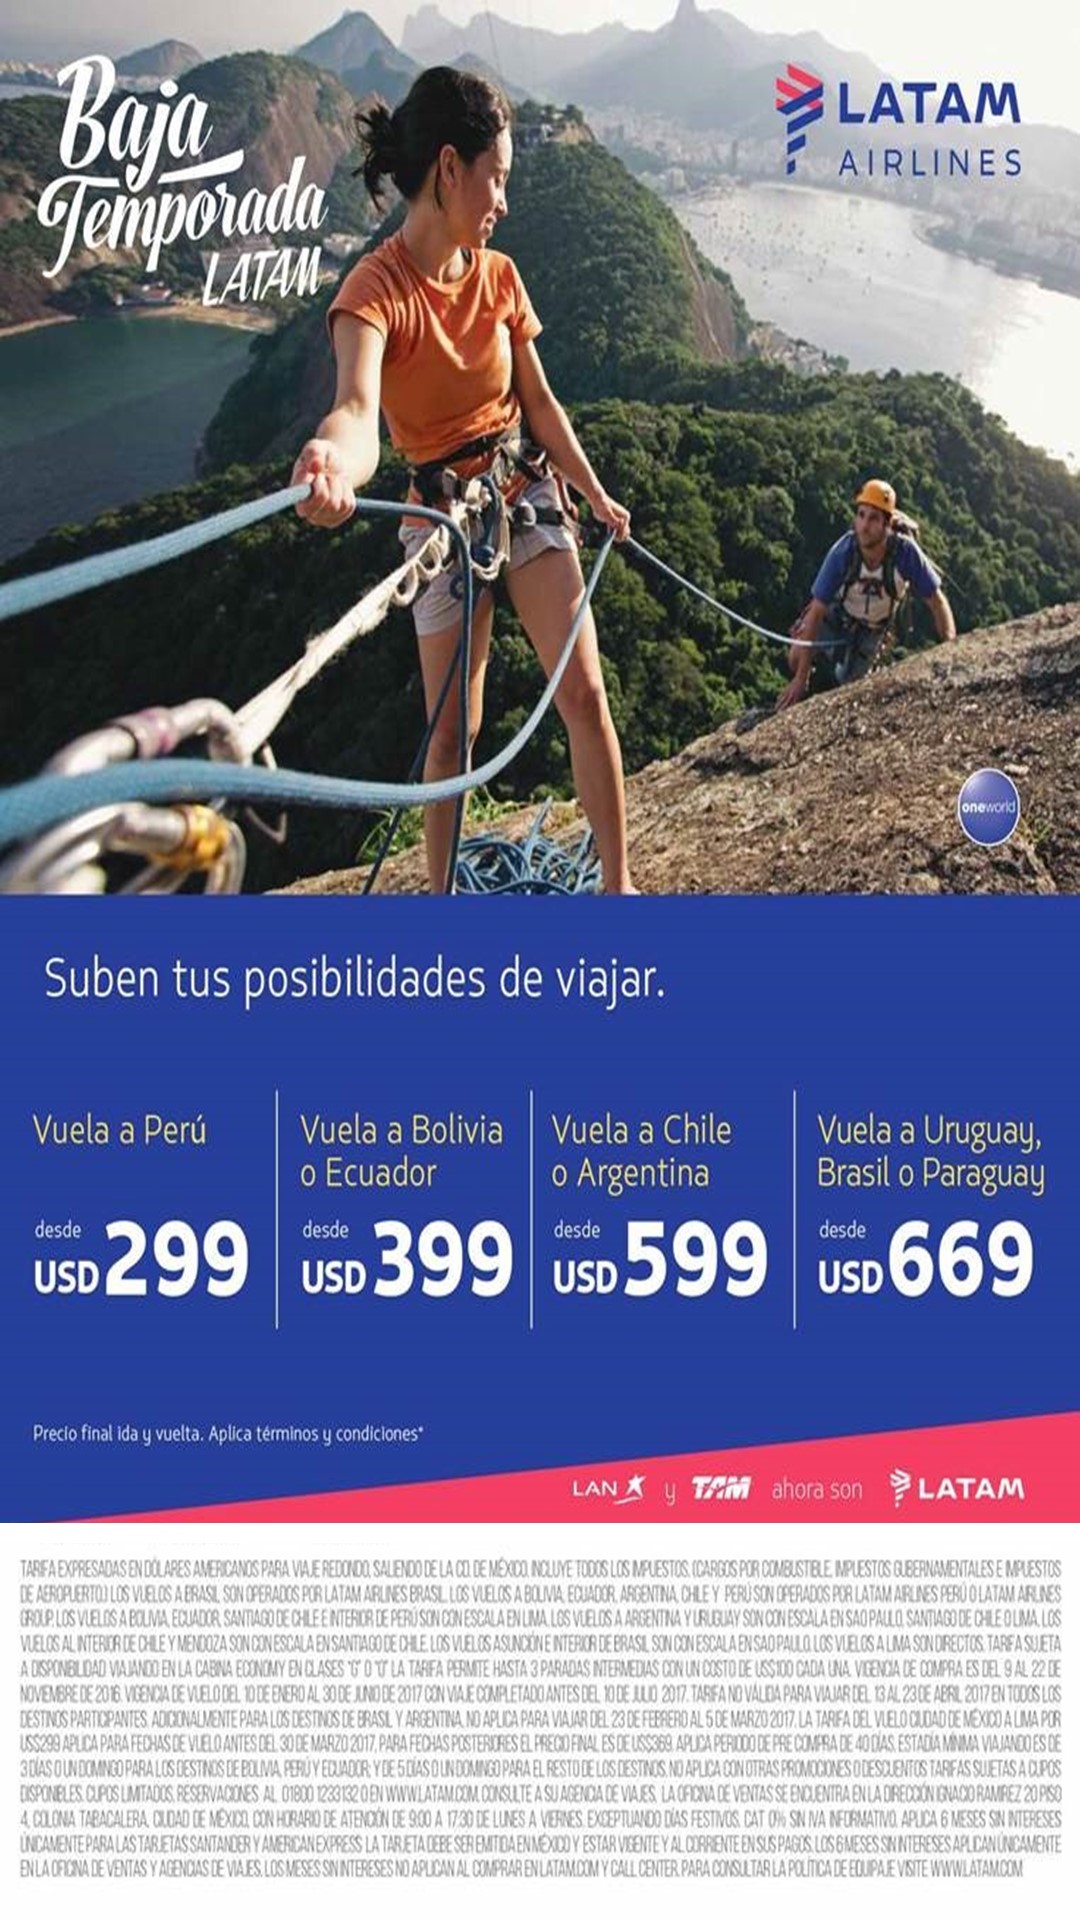 Baja
Temporada
LATAM
LATAM
AIRLINES
oneworld
Suben tus posibilidades de viajar.
Vuela a Perú
desde
USD 299
Vuela a Bolivia
o Ecuador
desde
USD 399
Vuela a Chile
o Argentina
desde
USD 599
Vuela a Uruguay,
Brasil o Paraguay
desde
USD 669
Precio final ida y vuelta. Aplica términos y condiciones*
LAN y TAM ahora son LATAM
TARIFA EXPRESADAS EN DÓLARES AMERICANOS PARA VIAJE REDONDO, SALIENDO DE LA CD. DE MÉXICO. INCLUYE TODOS LOS IMPUESTOS. (CARGOS POR COMBUSTIBLE, IMPUESTOS GUBERNAMENTALES E IMPUESTOS
DE AEROPUERTO.) LOS VUELOS A BRASIL SON OPERADOS POR LATAM AIRLINES BRASIL. LOS VUELOS A BOLIVIA, ECUADOR, ARGENTINA, CHILE Y PERÚ SON OPERADOS POR LATAM AIRLINES PERÚ O LATAM AIRLINES
GROUP. LOS VUELOS A BOLIVIA, ECUADOR, SANTIAGO DE CHILE E INTERIOR DE PERÚ SON CON ESCALA EN LIMA. LOS VUELOS A ARGENTINA Y URUGUAY SON CON ESCALA EN SAO PAULO, SANTIAGO DE CHILE O LIMA. LOS
VUELOS AL INTERIOR DE CHILE Y MENDOZA SON CON ESCALA EN SANTIAGO DE CHILE. LOS VUELOS ASUNCIÓN E INTERIOR DE BRASIL SON CON ESCALA EN SAO PAULO. LOS VUELOS A LIMA SON DIRECTOS. TARIFA SUJETA
A DISPONIBILIDAD VIAJANDO EN LA CABINA ECONOMY EN CLASES "G" O "O". LA TARIFA PERMITE HASTA 3 PARADAS INTERMEDIAS CON UN COSTO DE US$100 CADA UNA. VIGENCIA DE COMPRA ES DEL 9 AL 22 DE
NOVIEMBRE DE 2016. VIGENCIA DE VUELO DEL 10 DE ENERO AL 30 DE JUNIO DE 2017 CON VIAJE COMPLETADO ANTES DEL 10 DE JULIO 2017. TARIFA NO VÁLIDA PARA VIAJAR DEL 13 AL 23 DE ABRIL 2017 EN TODOS LOS
DESTINOS PARTICIPANTES. ADICIONALMENTE PARA LOS DESTINOS DE BRASIL Y ARGENTINA, NO APLICA PARA VIAJAR DEL 23 DE FEBRERO AL 5 DE MARZO 2017. LA TARIFA DEL VUELO CIUDAD DE MÉXICO A LIMA POR
US$299 APLICA PARA FECHAS DE VUELO ANTES DEL 30 DE MARZO 2017, PARA FECHAS POSTERIORES EL PRECIO FINAL ES DE US$369. APLICA PERIODO DE PRE COMPRA DE 40 DÍAS. ESTADÍA MÍNIMA VIAJANDO ES DE
3 DÍAS O UN DOMINGO PARA LOS DESTINOS DE BOLIVIA, PERÚ Y ECUADOR; Y DE 5 DÍAS O UN DOMINGO PARA EL RESTO DE LOS DESTINOS. NO APLICA CON OTRAS PROMOCIONES O DESCUENTOS TARIFAS SUJETAS A CUPOS
DISPONIBLES. CUPOS LIMITADOS. RESERVACIONES AL 01800 1233132 O EN WWW.LATAM.COM. CONSULTE A SU AGENCIA DE VIAJES. LA OFICINA DE VENTAS SE ENCUENTRA EN LA DIRECCIÓN IGNACIO RAMIREZ 20 PISO
4, COLONIA TABACALERA, CIUDAD DE MÉXICO, CON HORARIO DE ATENCIÓN DE 9:00 A 17:30 DE LUNES A VIERNES, EXCEPTUANDO DÍAS FESTIVOS. CAT 0% SIN IVA INFORMATIVO. APLICA 6 MESES SIN INTERESES
ÚNICAMENTE PARA LAS TARJETAS SANTANDER Y AMERICAN EXPRESS. LA TARJETA DEBE SER EMITIDA EN MÉXICO Y ESTAR VIGENTE Y AL CORRIENTE EN SUS PAGOS. LOS 6 MESES SIN INTERESES APLICAN ÚNICAMENTE
EN LA OFICINA DE VENTAS Y AGENCIAS DE VIAJES. LOS MESES SIN INTERESES NO APLICAN AL COMPRAR EN LATAM.COM Y CALL CENTER. PARA CONSULTAR LA POLÍTICA DE EQUIPAJE VISITE WWW.LATAM.COM